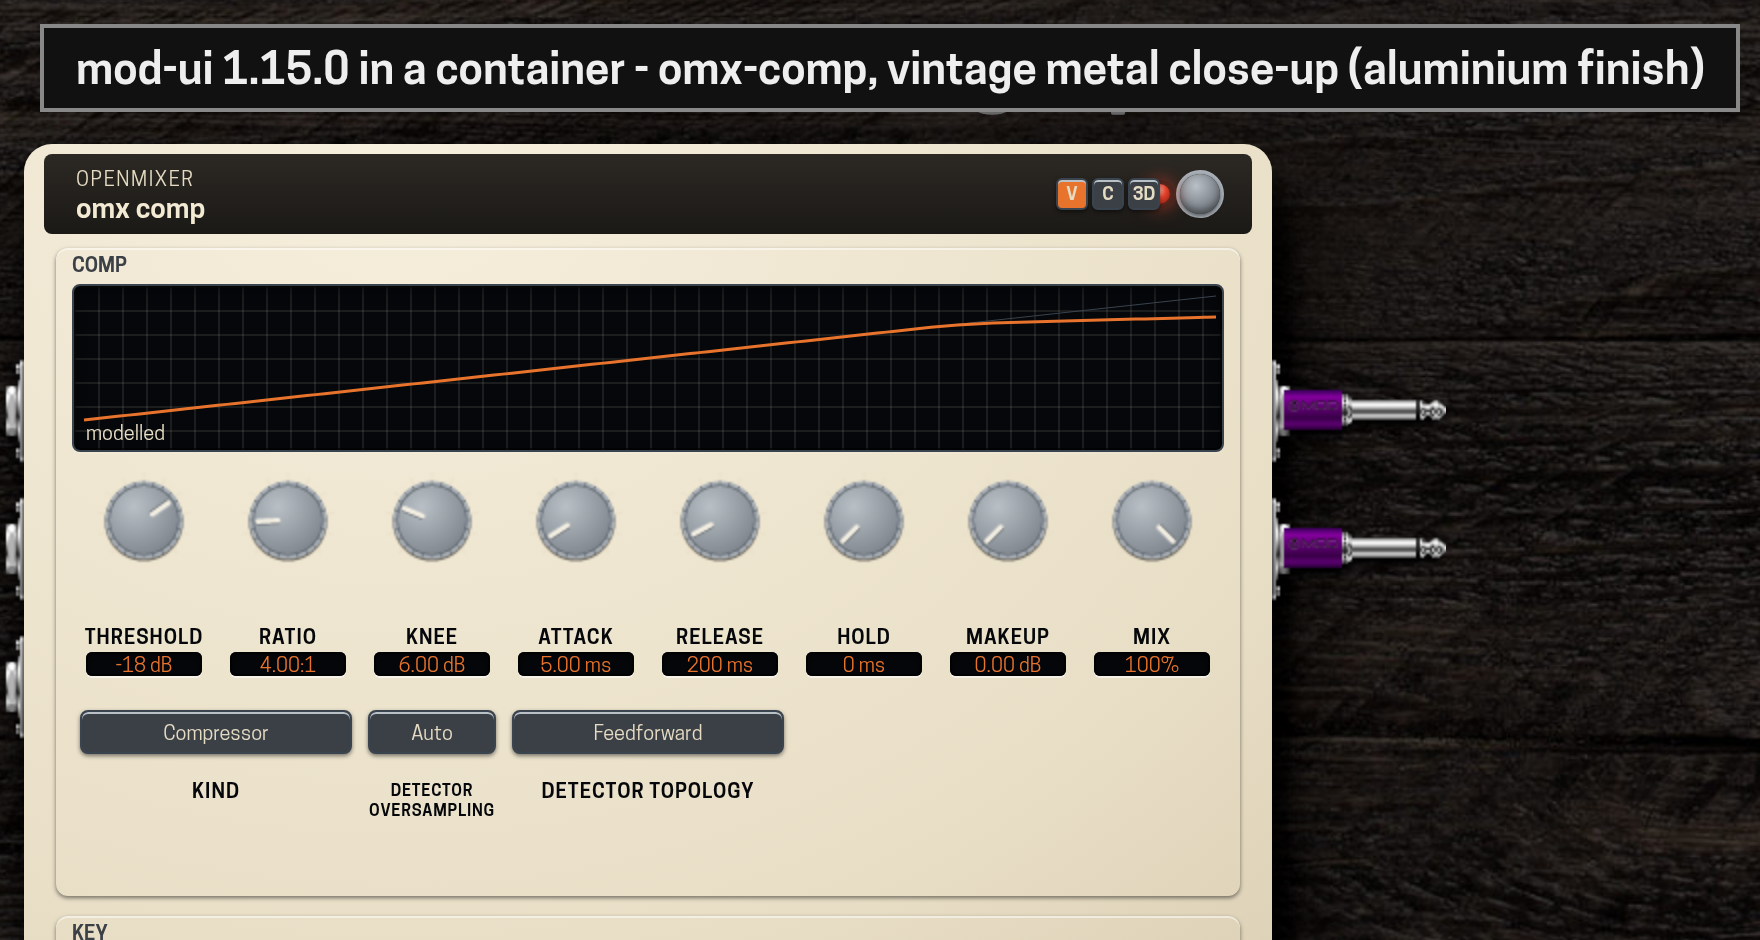 mod-ui 1.15.0 in a container - omx-comp, vintage metal close-up (aluminium finish)
OPENMIXER
omx comp
V C 3D
COMP
modelled
THRESHOLD RATIO KNEE ATTACK RELEASE HOLD MAKEUP MIX
-18 dB 4.00:1 6.00 dB 5.00 ms 200 ms 0 ms 0.00 dB 100%
Compressor Auto Feedforward
KIND DETECTOR OVERSAMPLING DETECTOR TOPOLOGY
KEY